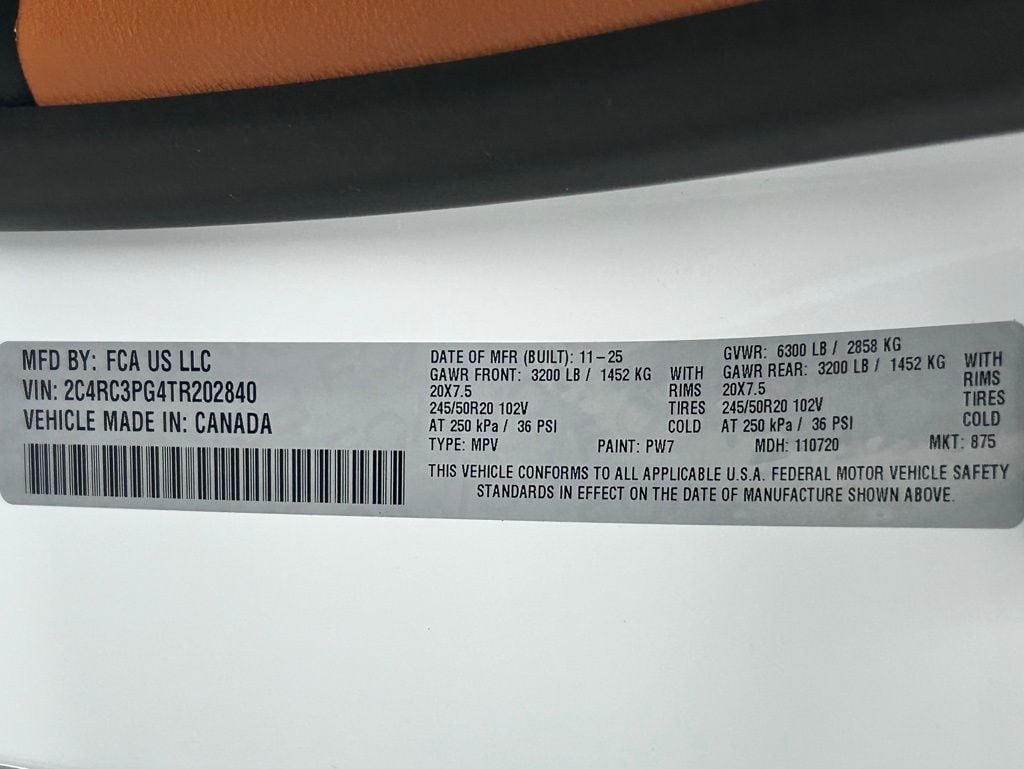 MFD BY: FCA US LLC
VIN: 2C4RC3PG4TR202840
VEHICLE MADE IN: CANADA
DATE OF MFR (BUILT): 11-25
GAWR FRONT: 3200 LB / 1452 KG WITH
20X7.5 RIMS
245/50R20 102V TIRES
AT 250 kPa / 36 PSI COLD
GVWR: 6300 LB / 2858 KG
GAWR REAR: 3200 LB / 1452 KG WITH
20X7.5 RIMS
245/50R20 102V TIRES
AT 250 kPa / 36 PSI COLD
TYPE: MPV PAINT: PW7 MDH: 110720 MKT: 875
THIS VEHICLE CONFORMS TO ALL APPLICABLE U.S.A. FEDERAL MOTOR VEHICLE SAFETY
STANDARDS IN EFFECT ON THE DATE OF MANUFACTURE SHOWN ABOVE.